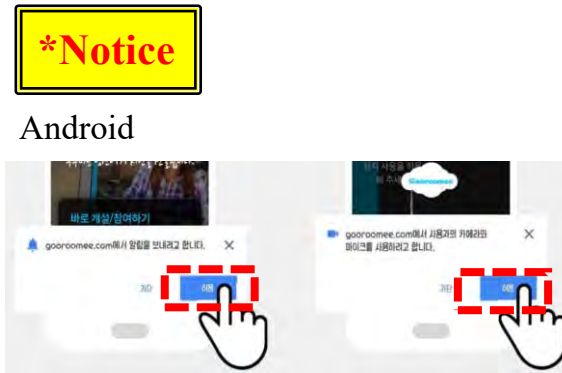 *Notice
Android
바로 개설/참여하기
gooroomee.com에서 알림을 보내려고 합니다.
차단
허용
Gooroomee
gooroomee.com에서 사용자의 카메라와
마이크를 사용하려고 합니다.
차단
허용